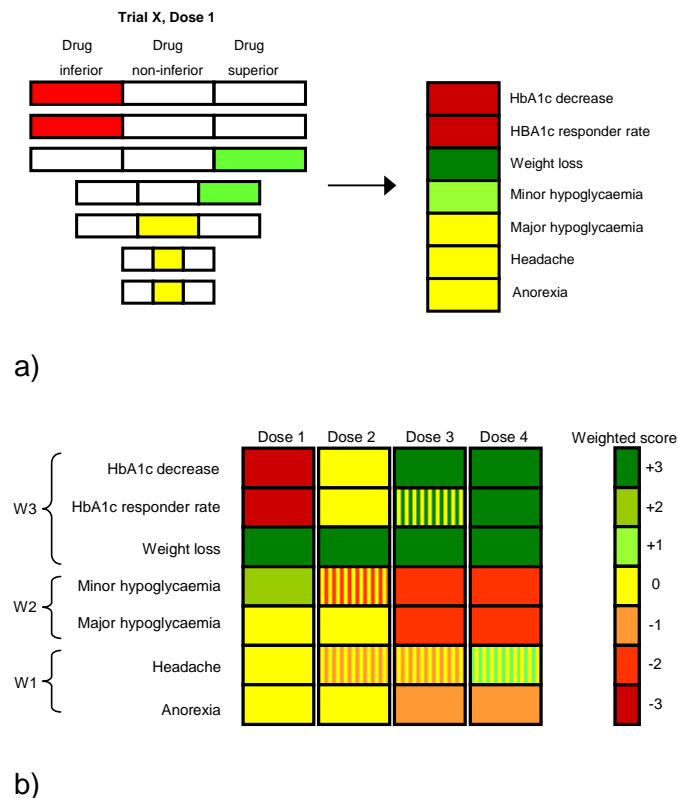 Trial X, Dose 1
Drug inferior
Drug non-inferior
Drug superior
HbA1c decrease
HBA1c responder rate
Weight loss
Minor hypoglycaemia
Major hypoglycaemia
Headache
Anorexia
a)
Dose 1 Dose 2 Dose 3 Dose 4 Weighted score
W3
HbA1c decrease
HbA1c responder rate
Weight loss
W2
Minor hypoglycaemia
Major hypoglycaemia
W1
Headache
Anorexia
+3
+2
+1
0
-1
-2
-3
b)